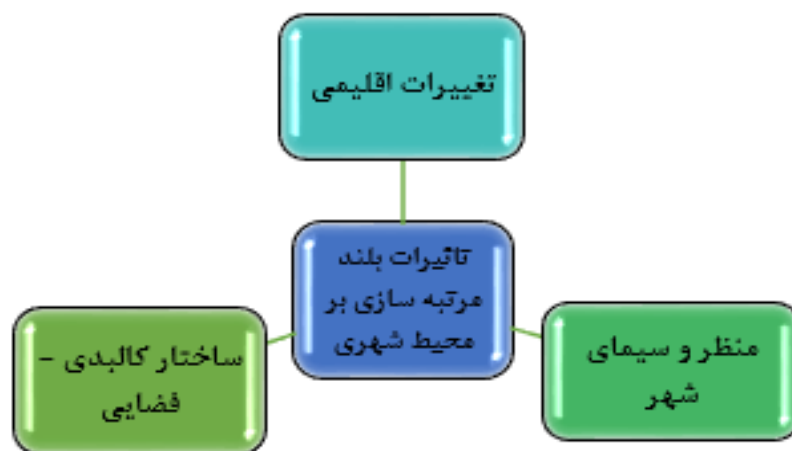 تغییرات اقلیمی
تاثیرات بلند
مرتبه سازی بر
محیط شهری
منظر و سیمای
شهر
ساختار کالبدی -
فضایی